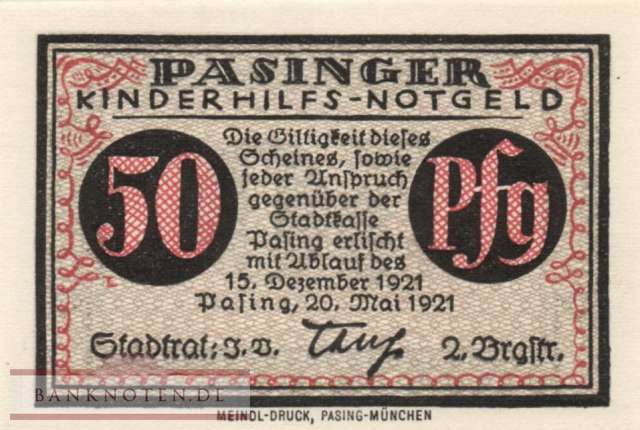 PASINGER
KINDERHILFS-NOTGELD
50
Die Gilligkeit dieses
Scheines, sowie
jeder Anspruch
gegenüber der
Stadtkasse
Pasing erlischt
mit Ablauf des
15. Dezember 1921
Pasing, 20. Mai 1921
Pfg
Stadtrat: J. V.
2. Brgstr.
BANKNOTEN.DE
MEINDL-DRUCK, PASING-MÜNCHEN